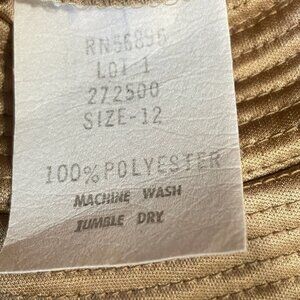 RN56896
LOT 1
272500
SIZE-12
100% POLYESTER
MACHINE WASH
TUMBLE DRY